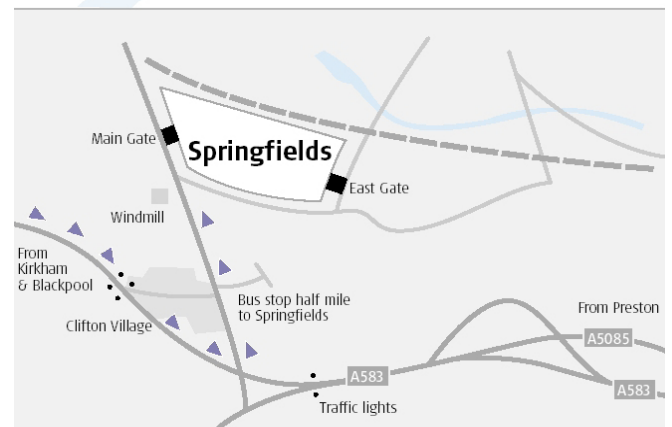 Main Gate
Springfields
East Gate
Windmill
From
Kirkham
& Blackpool
Bus stop half mile
to Springfields
Clifton Village
From Preston
A5085
A583
A583
Traffic lights